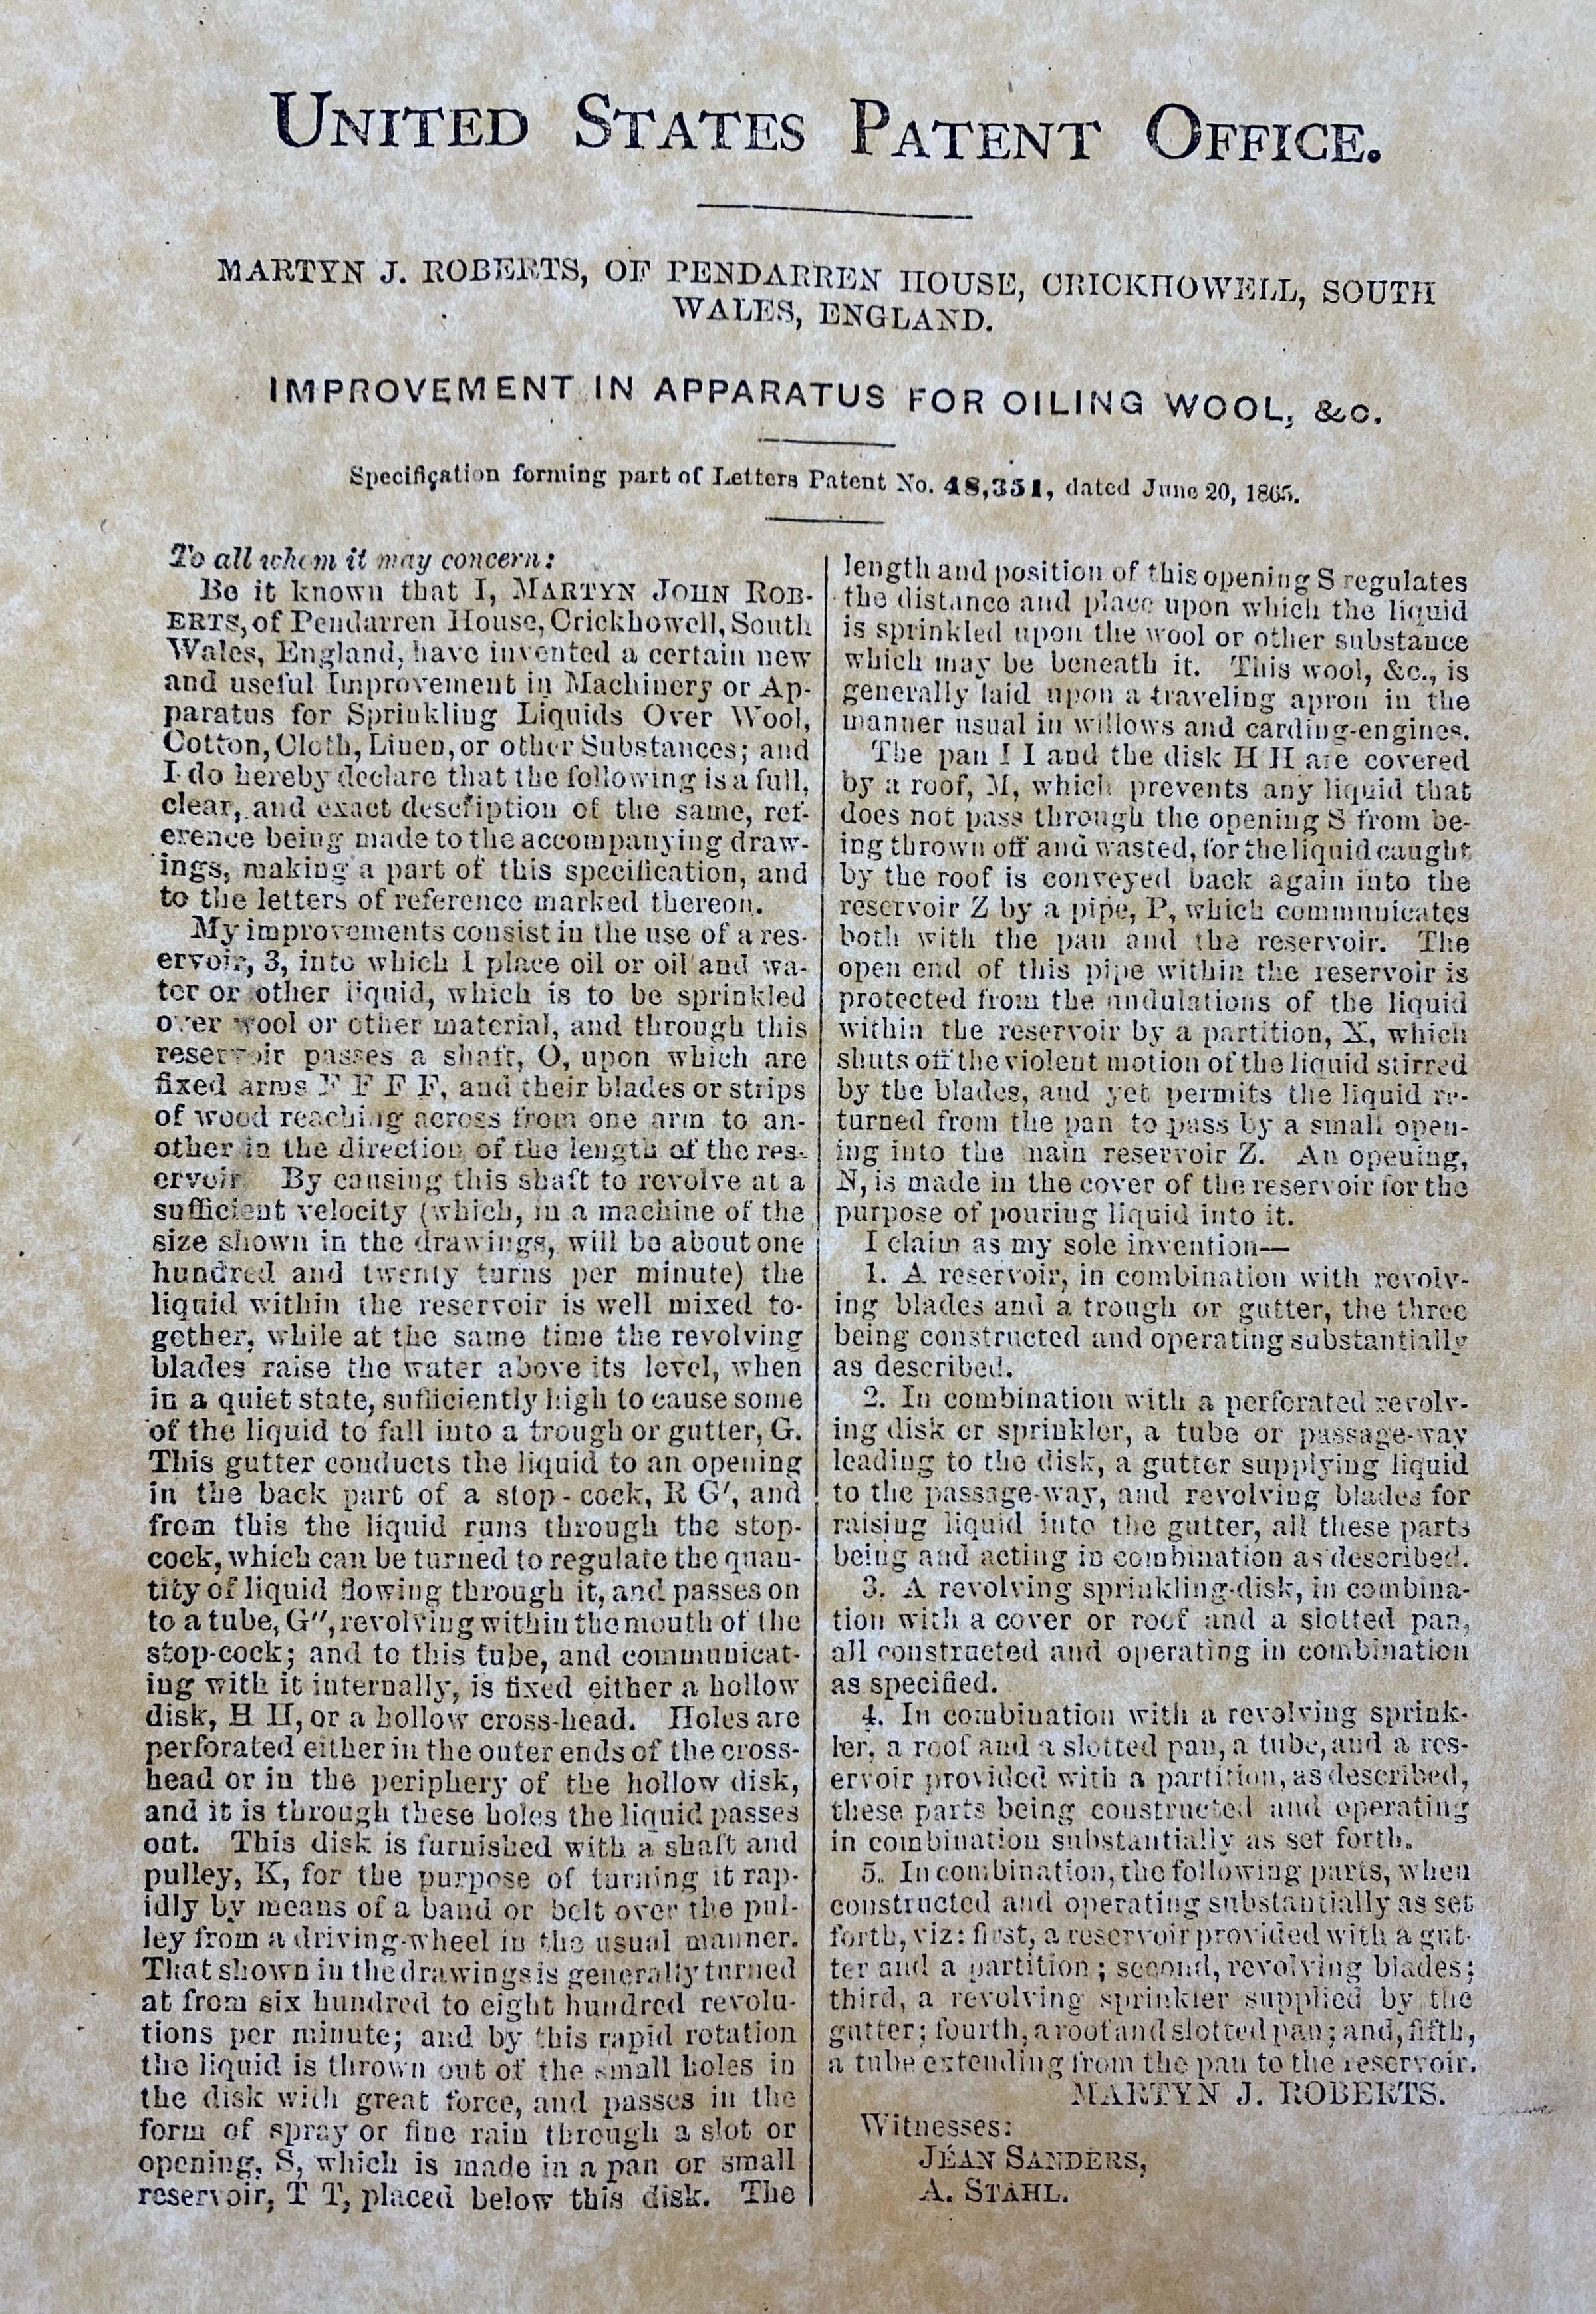 UNITED STATES PATENT OFFICE.
MARTYN J. ROBERTS, OF PENDARREN HOUSE, CRICKHOWELL, SOUTH
WALES, ENGLAND.
IMPROVEMENT IN APPARATUS FOR OILING WOOL, &c.
Specification forming part of Letters Patent No. 48,351, dated June 20, 1865.
To all whom it may concern:
Be it known that I, MARTYN JOHN ROB-
ERTS, of Pendarren House, Crickhowell, South
Wales, England, have invented a certain new
and useful Improvement in Machinery or Ap-
paratus for Sprinkling Liquids Over Wool,
Cotton, Cloth, Linen, or other Substances; and
I do hereby declare that the following is a full,
clear, and exact description of the same, ref-
erence being made to the accompanying draw-
ings, making a part of this specification, and
to the letters of reference marked thereon.
My improvements consist in the use of a res-
ervoir, 3, into which I place oil or oil and wa-
ter or other liquid, which is to be sprinkled
over wool or other material, and through this
reservoir passes a shaft, O, upon which are
fixed arms F F F F, and their blades or strips
of wood reaching across from one arm to an-
other in the direction of the length of the res-
ervoir. By causing this shaft to revolve at a
sufficient velocity (which, in a machine of the
size shown in the drawings, will be about one
hundred and twenty turns per minute) the
liquid within the reservoir is well mixed to-
gether, while at the same time the revolving
blades raise the water above its level, when
in a quiet state, sufficiently high to cause some
of the liquid to fall into a trough or gutter, G.
This gutter conducts the liquid to an opening
in the back part of a stop-cock, R G', and
from this the liquid runs through the stop-
cock, which can be turned to regulate the quan-
tity of liquid flowing through it, and passes on
to a tube, G'', revolving within the mouth of the
stop-cock; and to this tube, and communicat-
ing with it internally, is fixed either a hollow
disk, H H, or a hollow cross-head. Holes are
perforated either in the outer ends of the cross-
head or in the periphery of the hollow disk,
and it is through these holes the liquid passes
out. This disk is furnished with a shaft and
pulley, K, for the purpose of turning it rap-
idly by means of a band or belt over the pul-
ley from a driving-wheel in the usual manner.
That shown in the drawings is generally turned
at from six hundred to eight hundred revolu-
tions per minute; and by this rapid rotation
the liquid is thrown out of the small holes in
the disk with great force, and passes in the
form of spray or fine rain through a slot or
opening, S, which is made in a pan or small
reservoir, T T, placed below this disk. The
length and position of this opening S regulates
the distance and place upon which the liquid
is sprinkled upon the wool or other substance
which may be beneath it. This wool, &c., is
generally laid upon a traveling apron in the
manner usual in willows and carding-engines.
The pan I I and the disk H H are covered
by a roof, M, which prevents any liquid that
does not pass through the opening S from be-
ing thrown off and wasted, for the liquid caught
by the roof is conveyed back again into the
reservoir Z by a pipe, P, which communicates
both with the pan and the reservoir. The
open end of this pipe within the reservoir is
protected from the undulations of the liquid
within the reservoir by a partition, X, which
shuts off the violent motion of the liquid stirred
by the blades, and yet permits the liquid re-
turned from the pan to pass by a small open-
ing into the main reservoir Z. An opening,
N, is made in the cover of the reservoir for the
purpose of pouring liquid into it.
I claim as my sole invention—
1. A reservoir, in combination with revolv-
ing blades and a trough or gutter, the three
being constructed and operating substantially
as described.
2. In combination with a perforated revolv-
ing disk or sprinkler, a tube or passage-way
leading to the disk, a gutter supplying liquid
to the passage-way, and revolving blades for
raising liquid into the gutter, all these parts
being and acting in combination as described.
3. A revolving sprinkling-disk, in combina-
tion with a cover or roof and a slotted pan,
all constructed and operating in combination
as specified.
4. In combination with a revolving sprink-
ler, a roof and a slotted pan, a tube, and a res-
ervoir provided with a partition, as described,
these parts being constructed and operating
in combination substantially as set forth.
5. In combination, the following parts, when
constructed and operating substantially as set
forth, viz: first, a reservoir provided with a gut-
ter and a partition; second, revolving blades;
third, a revolving sprinkler supplied by the
gutter; fourth, a roof and slotted pan; and, fifth,
a tube extending from the pan to the reservoir.
MARTYN J. ROBERTS.
Witnesses:
JÉAN SANDERS,
A. STAHL.